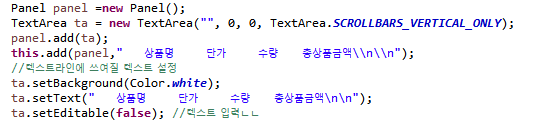 Panel panel =new Panel();
TextArea ta = new TextArea("", 0, 0, TextArea.SCROLLBARS_VERTICAL_ONLY);
panel.add(ta);
this.add(panel,"   상품명     단가     수량    총상품금액\\n\\n");
//텍스트라인에 쓰여질 텍스트 설정
ta.setBackground(Color.white);
ta.setText("   상품명     단가     수량    총상품금액\n\n");
ta.setEditable(false); //텍스트 입력ㄴㄴ